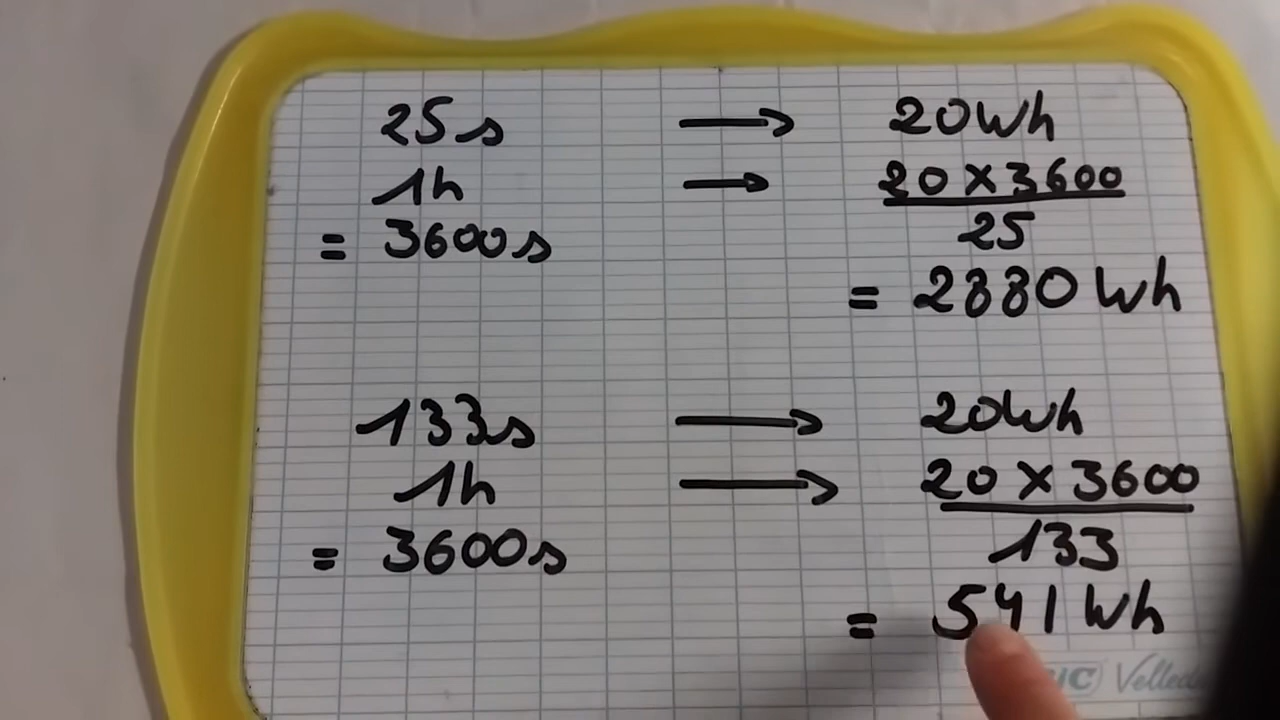 25s → 20Wh
1h → 20 x 3600
= 3600s 25
= 2880 Wh
133s → 20Wh
1h → 20 x 3600
= 3600s 133
= 541 Wh
BIC Velleda